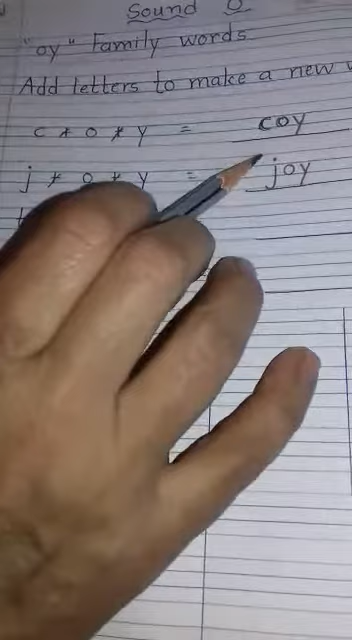 Sound
"oy" Family words
Add letters to make a new
c + o + y = coy
j + o + y = joy